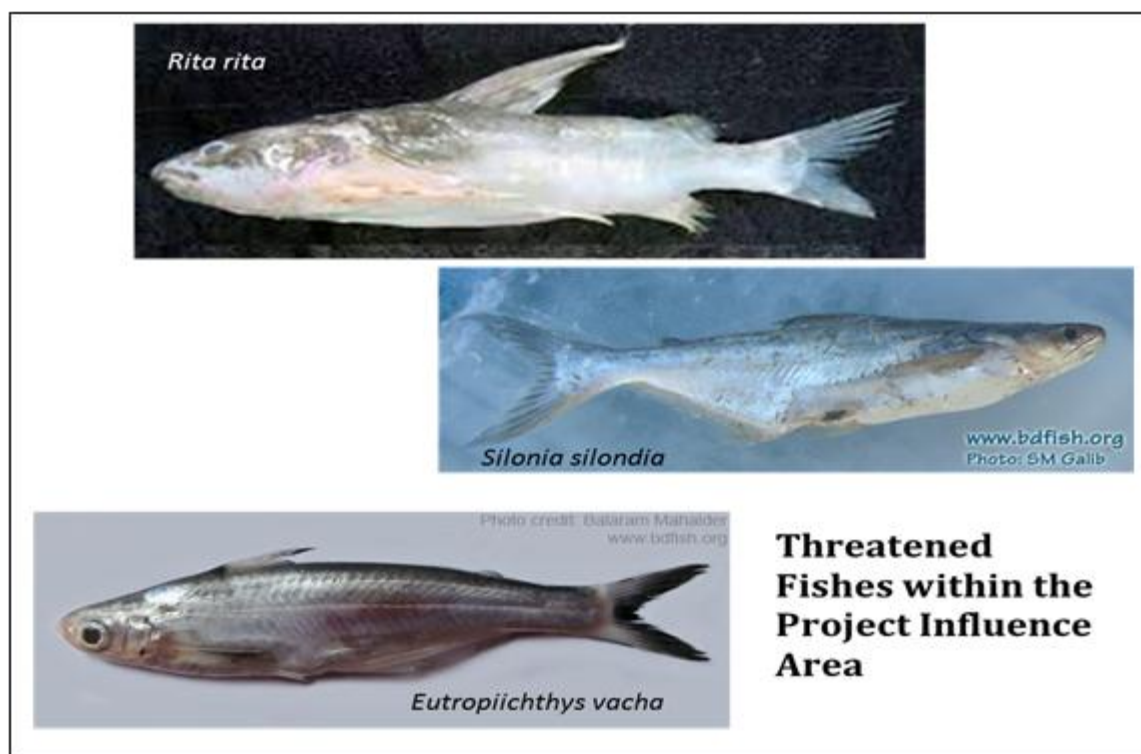 Rita rita
www.bdfish.org
Photo: SM Galib
Silonia silondia
Photo credit: Balaram Mahalder
www.bdfish.org
Threatened
Fishes within the
Project Influence
Area
Eutropiichthys vacha